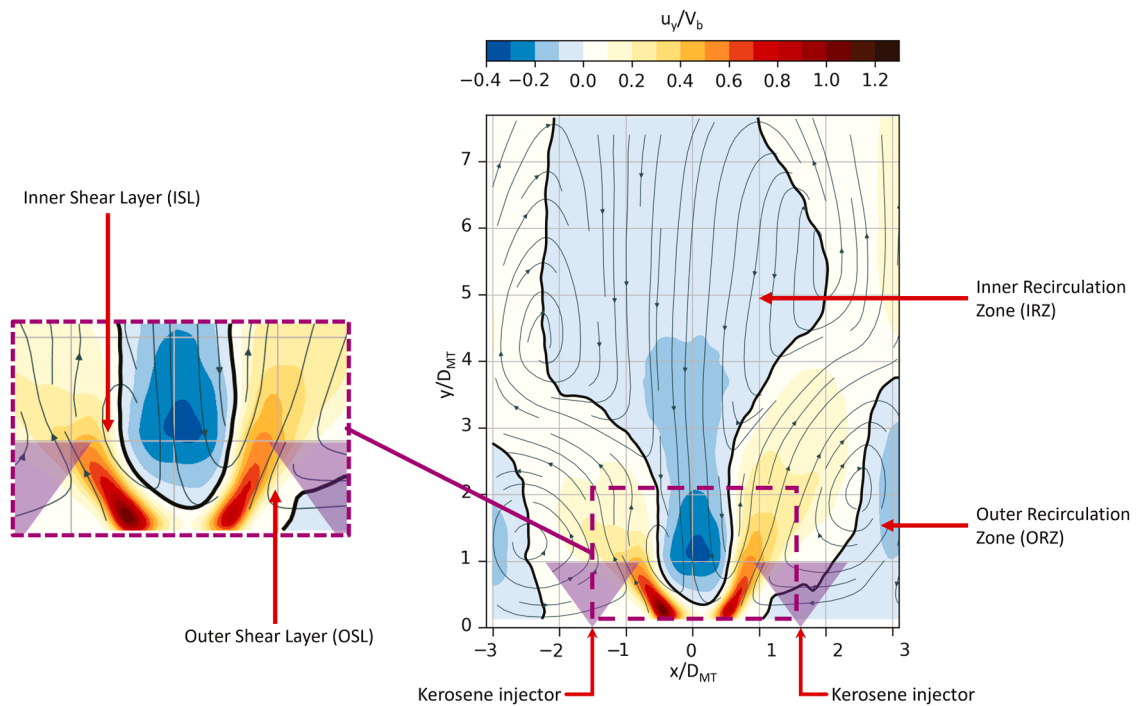 u_y/V_b
−0.4 −0.2 0.0 0.2 0.4 0.6 0.8 1.0 1.2
Inner Shear Layer (ISL)
Inner Recirculation
Zone (IRZ)
Outer Recirculation
Zone (ORZ)
Outer Shear Layer (OSL)
y/D_MT
7
6
5
4
3
2
1
0
−3 −2 −1 0 1 2 3
x/D_MT
Kerosene injector
Kerosene injector